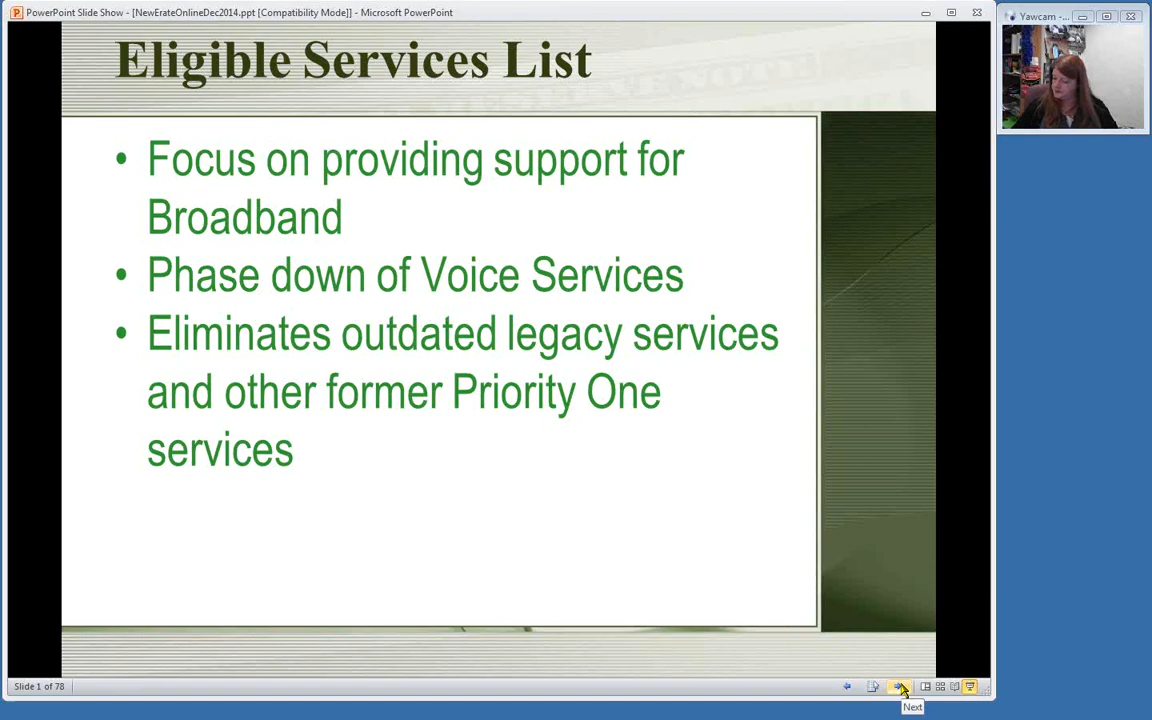 PowerPoint Slide Show - [NewErateOnlineDec2014.ppt [Compatibility Mode]] - Microsoft PowerPoint
Yawcam - ...
Eligible Services List
• Focus on providing support for
Broadband
• Phase down of Voice Services
• Eliminates outdated legacy services
and other former Priority One
services
Slide 1 of 78
Next